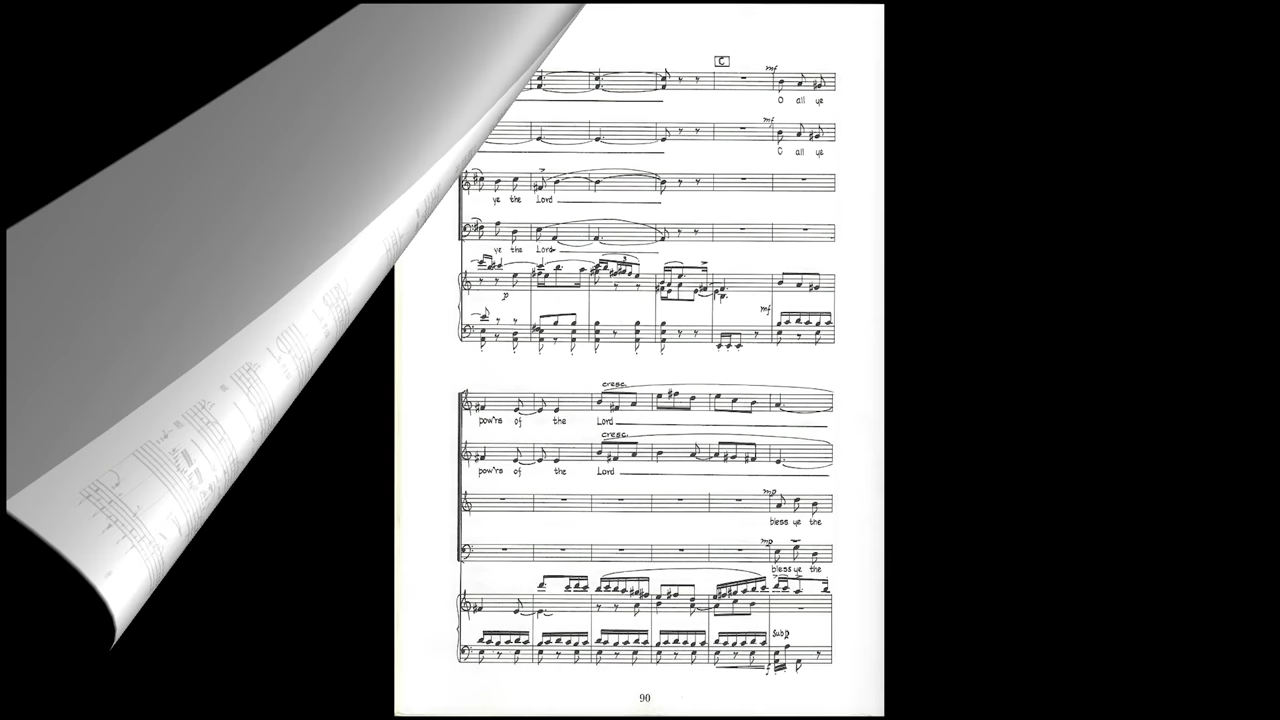 C
mf
O all ye
mf
O all ye
ye the Lord
ye the Lord
p
mf
cresc.
pow'rs of the Lord
cresc.
pow'rs of the Lord
mp
bless ye the
mp
bless ye the
sub p
f
90